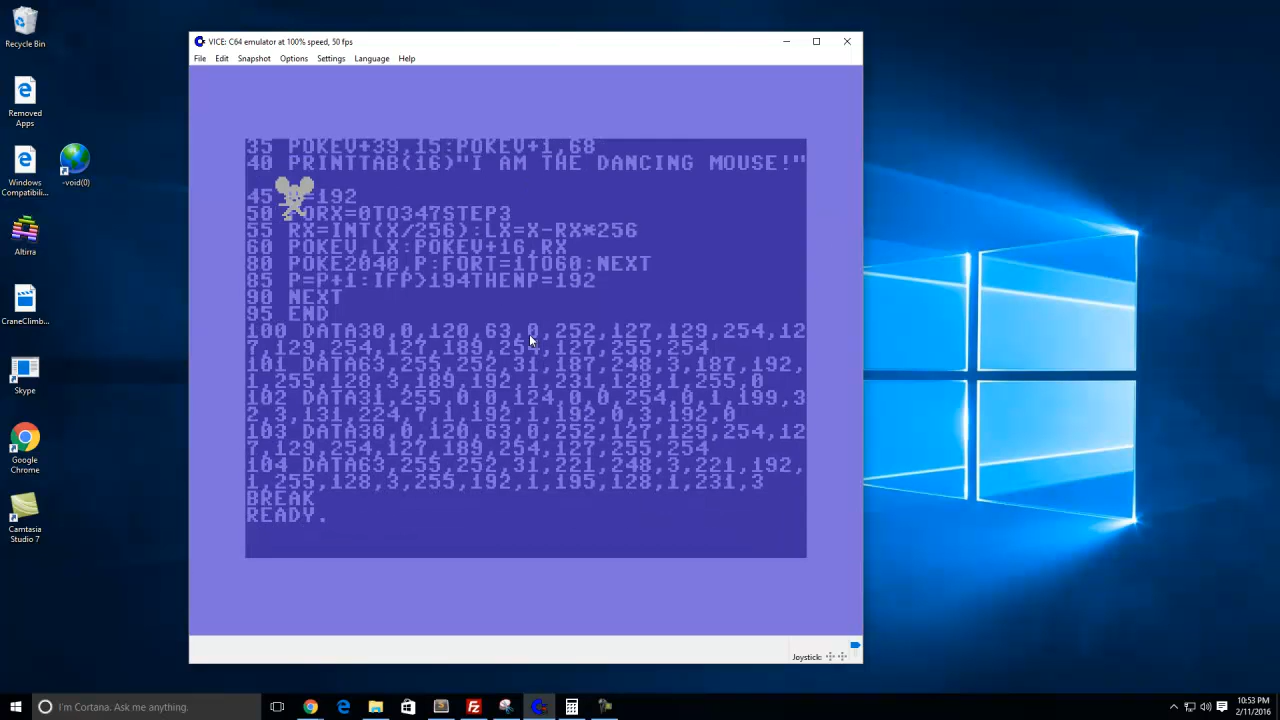 VICE: C64 emulator at 100% speed, 50 fps
File Edit Snapshot Options Settings Language Help
Recycle Bin
Removed Apps
Windows Compatibili...
-void(0)
Altirra
CraneClimb...
Skype
Google Chrome
Camtasia Studio 7
35 POKEV+39,15:POKEV+1,68
40 PRINTTAB(16)"I AM THE DANCING MOUSE!"
45 =192
50 ORX=0TO347STEP3
55 RX=INT(X/256):LX=X-RX*256
60 POKEV,LX:POKEV+16,RX
80 POKE2040,P:FORT=1TO60:NEXT
85 P=P+1:IFP>194THENP=192
90 NEXT
95 END
100 DATA30,0,120,63,0,252,127,129,254,12
7,129,254,127,189,254,127,255,254
101 DATA63,255,252,31,187,248,3,187,192,
1,255,128,3,189,192,1,231,128,1,255,0
102 DATA31,255,0,0,124,0,0,254,0,1,199,3
2,3,131,224,7,1,192,1,192,0,3,192,0
103 DATA30,0,120,63,0,252,127,129,254,12
7,129,254,127,189,254,127,255,254
104 DATA63,255,252,31,221,248,3,221,192,
1,255,128,3,255,192,1,195,128,1,231,3
BREAK
READY.
Joystick:
I'm Cortana. Ask me anything.
10:53 PM
2/11/2016